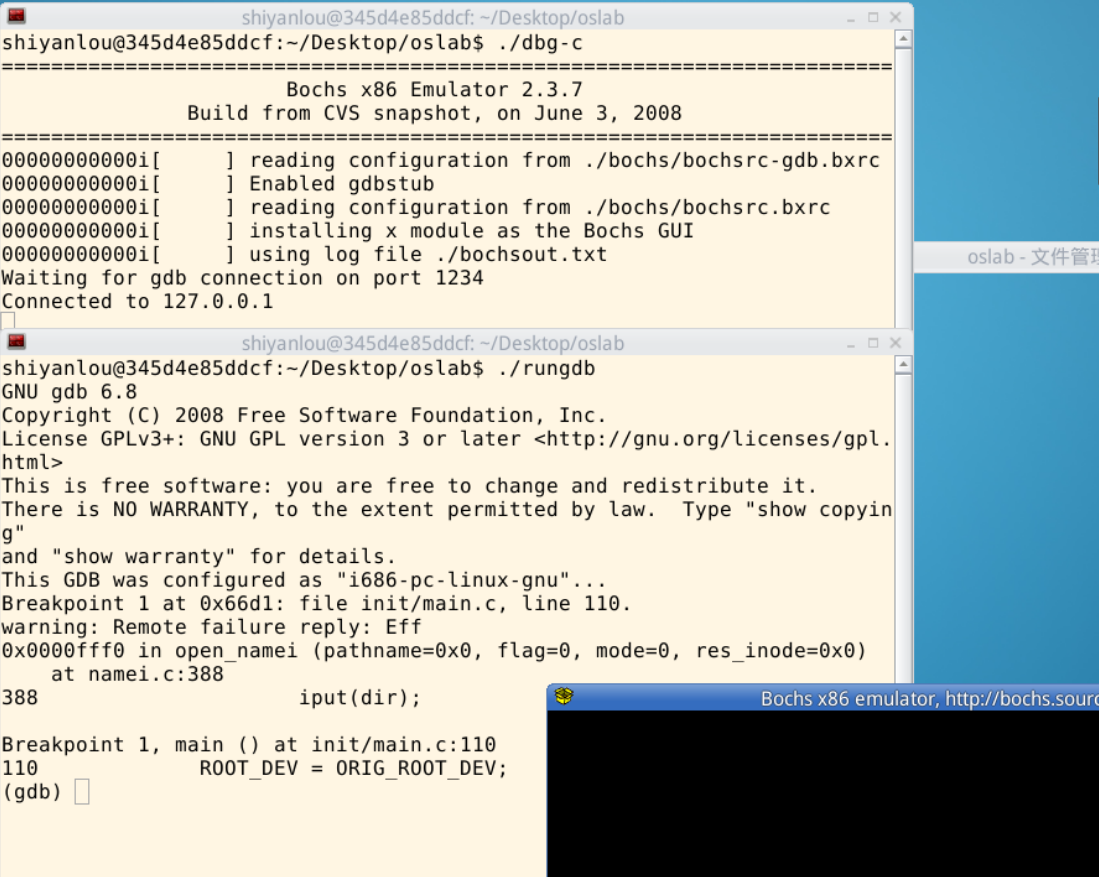 shiyanlou@345d4e85ddcf: ~/Desktop/oslab
shiyanlou@345d4e85ddcf:~/Desktop/oslab$ ./dbg-c
========================================================================
Bochs x86 Emulator 2.3.7
Build from CVS snapshot, on June 3, 2008
========================================================================
00000000000i[     ] reading configuration from ./bochs/bochsrc-gdb.bxrc
00000000000i[     ] Enabled gdbstub
00000000000i[     ] reading configuration from ./bochs/bochsrc.bxrc
00000000000i[     ] installing x module as the Bochs GUI
00000000000i[     ] using log file ./bochsout.txt
Waiting for gdb connection on port 1234
Connected to 127.0.0.1
oslab - 文件管理
shiyanlou@345d4e85ddcf: ~/Desktop/oslab
shiyanlou@345d4e85ddcf:~/Desktop/oslab$ ./rungdb
GNU gdb 6.8
Copyright (C) 2008 Free Software Foundation, Inc.
License GPLv3+: GNU GPL version 3 or later <http://gnu.org/licenses/gpl.
html>
This is free software: you are free to change and redistribute it.
There is NO WARRANTY, to the extent permitted by law.  Type "show copyin
g"
and "show warranty" for details.
This GDB was configured as "i686-pc-linux-gnu"...
Breakpoint 1 at 0x66d1: file init/main.c, line 110.
warning: Remote failure reply: Eff
0x0000fff0 in open_namei (pathname=0x0, flag=0, mode=0, res_inode=0x0)
    at namei.c:388
388                     iput(dir);
Breakpoint 1, main () at init/main.c:110
110             ROOT_DEV = ORIG_ROOT_DEV;
(gdb)
Bochs x86 emulator, http://bochs.sourc